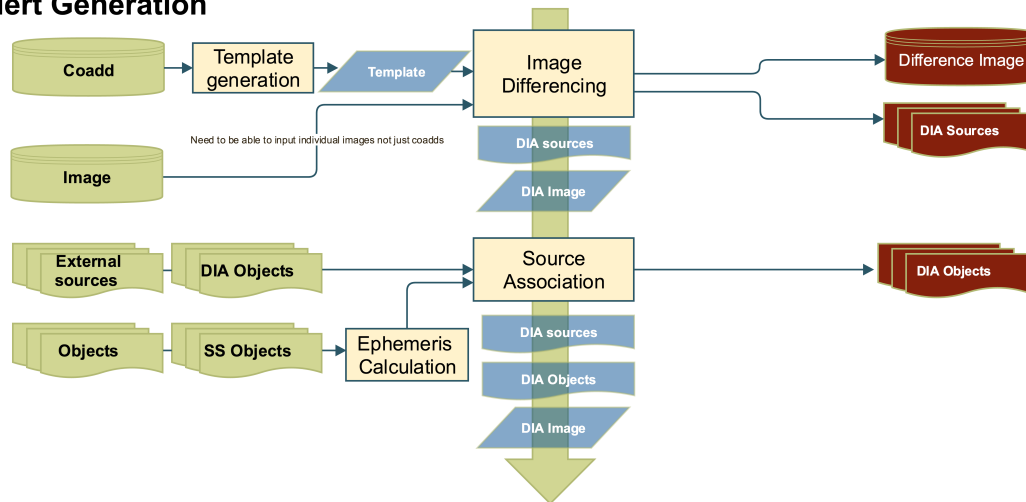 lert Generation
Coadd
Template
generation
Template
Image
Differencing
Difference Image
DIA Sources
Need to be able to input individual images not just coadds
DIA sources
Image
DIA Image
External
sources
DIA Objects
Source
Association
DIA Objects
Objects
SS Objects
Ephemeris
Calculation
DIA sources
DIA Objects
DIA Image